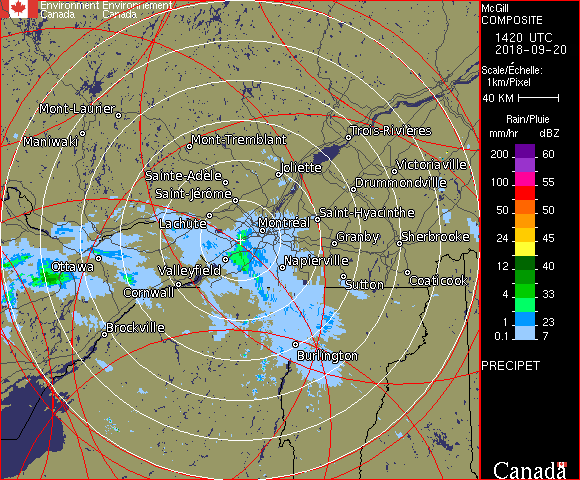 Environment Environnement
Canada Canada
McGill
COMPOSITE
1420 UTC
2018-09-20
Scale/Échelle:
1km/Pixel
40 KM
Rain/Pluie
mm/hr dBZ
200 60
100 55
50 50
24 45
12 40
4 33
1 23
0.1 7
PRECIPET
Canada
Mont-Laurier
Maniwaki
Mont-Tremblant
Trois-Rivières
Joliette
Victoriaville
Sainte-Adèle
Drummondville
Saint-Jérôme
Saint-Hyacinthe
Lachute
Montréal
Granby
Sherbrooke
Ottawa
Valleyfield
Napierville
Cornwall
Sutton
Coaticook
Brockville
Burlington